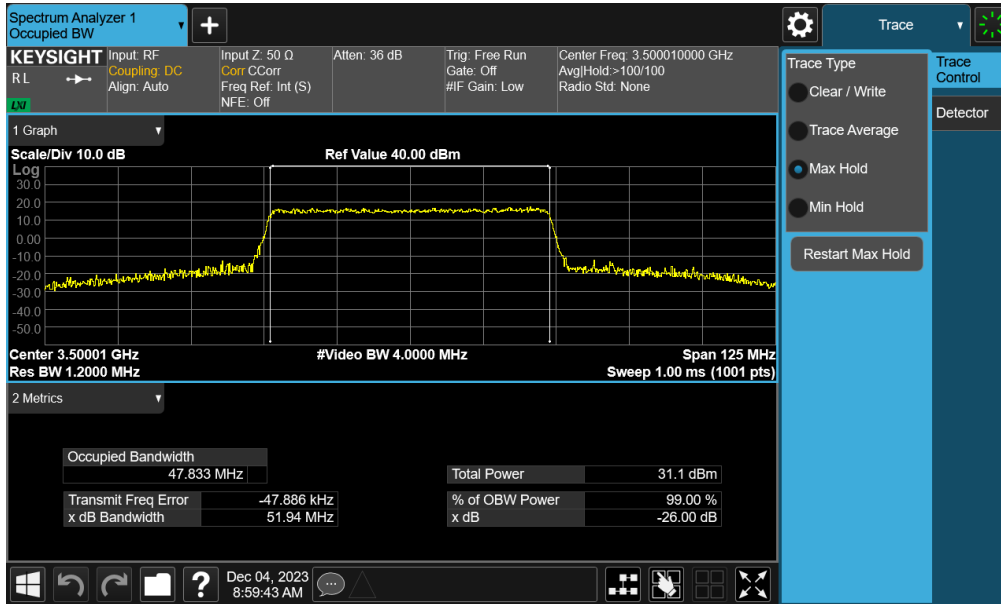 Spectrum Analyzer 1
Occupied BW
+
Trace
KEYSIGHT
R L
LXI
Input: RF
Coupling: DC
Align: Auto
Input Z: 50 Ω
Corr CCorr
Freq Ref: Int (S)
NFE: Off
Atten: 36 dB
Trig: Free Run
Gate: Off
#IF Gain: Low
Center Freq: 3.500010000 GHz
Avg|Hold:>100/100
Radio Std: None
Trace Type
Clear / Write
Trace Average
Max Hold
Min Hold
Restart Max Hold
Trace
Control
Detector
1 Graph
Scale/Div 10.0 dB
Ref Value 40.00 dBm
Log
30.0
20.0
10.0
0.00
-10.0
-20.0
-30.0
-40.0
-50.0
Center 3.50001 GHz
#Video BW 4.0000 MHz
Span 125 MHz
Res BW 1.2000 MHz
Sweep 1.00 ms (1001 pts)
2 Metrics
Occupied Bandwidth
47.833 MHz
Total Power 31.1 dBm
Transmit Freq Error -47.886 kHz
% of OBW Power 99.00 %
x dB Bandwidth 51.94 MHz
x dB -26.00 dB
?
Dec 04, 2023
8:59:43 AM